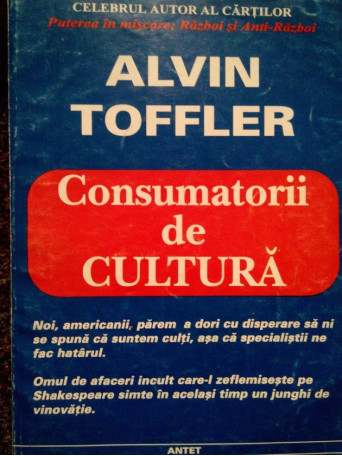 CELEBRUL AUTOR AL CĂRȚILOR
Puterea în mișcare; Război și Anti-Război
ALVIN
TOFFLER
Consumatorii
de
CULTURĂ
Noi, americanii, părem a dori cu disperare să ni
se spună că suntem culți, așa că specialiștii ne
fac hatârul.
Omul de afaceri incult care-l zeflemisește pe
Shakespeare simte în același timp un junghi de
vinovăție.
ANTET